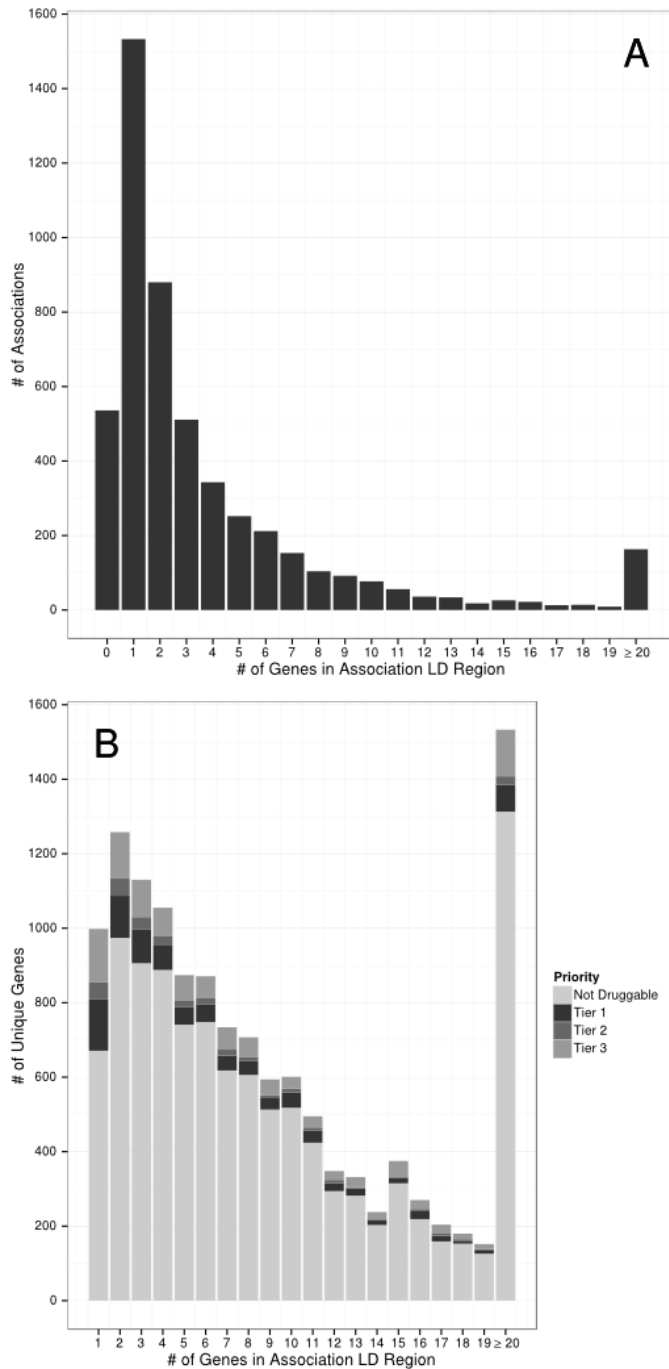 A
1600
1400
1200
1000
800
600
400
200
0
# of Associations
0 1 2 3 4 5 6 7 8 9 10 11 12 13 14 15 16 17 18 19 ≥ 20
# of Genes in Association LD Region
B
1600
1400
1200
1000
800
600
400
200
0
# of Unique Genes
Priority
Not Druggable
Tier 1
Tier 2
Tier 3
1 2 3 4 5 6 7 8 9 10 11 12 13 14 15 16 17 18 19 ≥ 20
# of Genes in Association LD Region